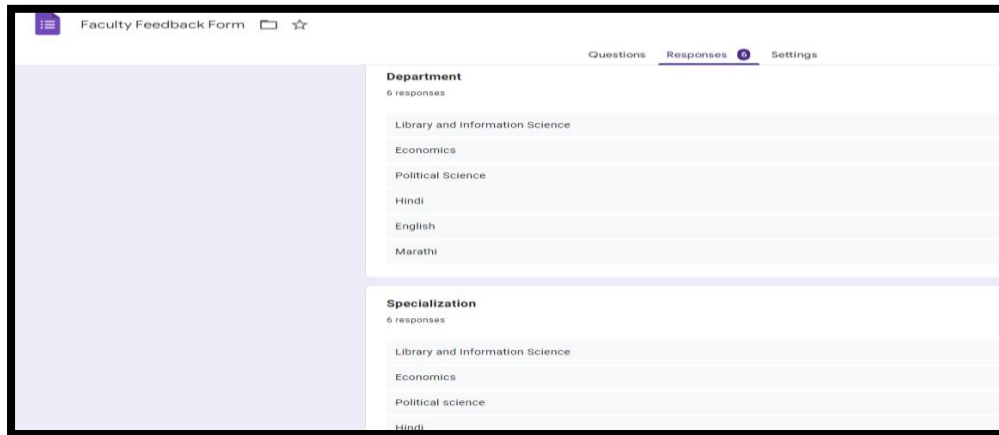 Faculty Feedback Form
Questions Responses 6 Settings
Department
6 responses
Library and Information Science
Economics
Political Science
Hindi
English
Marathi
Specialization
6 responses
Library and Information Science
Economics
Political science
Hindi